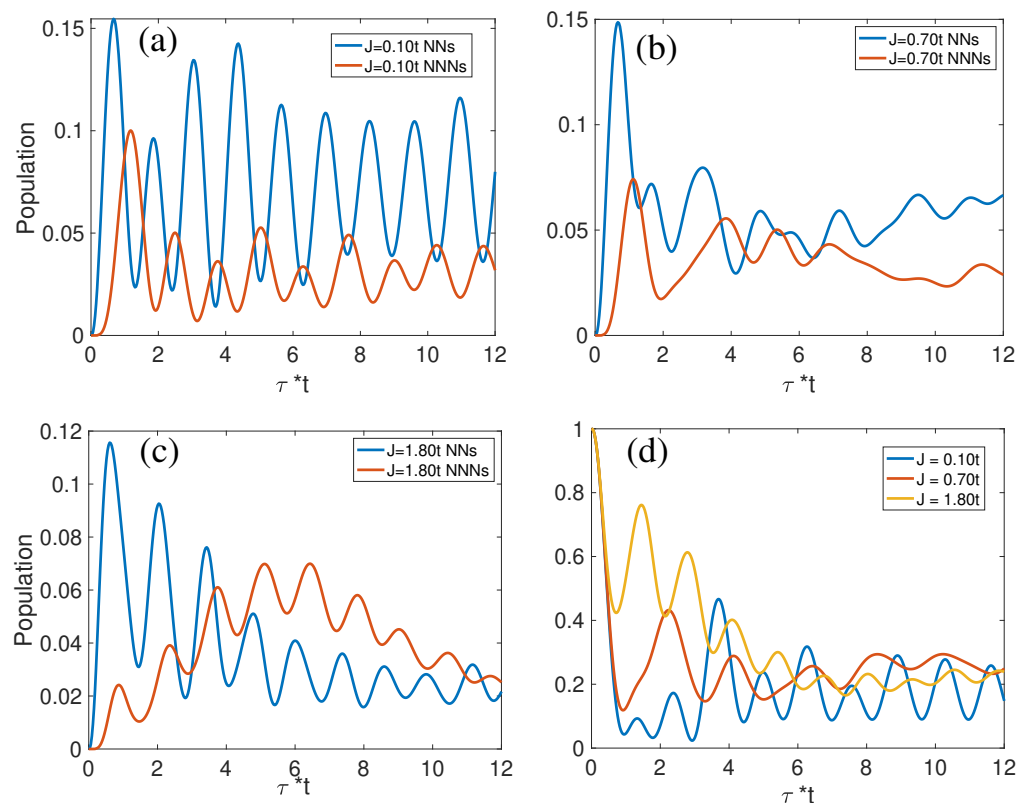 (a)
J=0.10t NNs
J=0.10t NNNs
Population
0.15
0.1
0.05
0
0 2 4 6 8 10 12
τ *t
(b)
J=0.70t NNs
J=0.70t NNNs
0.15
0.1
0.05
0
0 2 4 6 8 10 12
τ *t
(c)
J=1.80t NNs
J=1.80t NNNs
Population
0.12
0.1
0.08
0.06
0.04
0.02
0
0 2 4 6 8 10 12
τ *t
(d)
J = 0.10t
J = 0.70t
J = 1.80t
1
0.8
0.6
0.4
0.2
0
0 2 4 6 8 10 12
τ *t